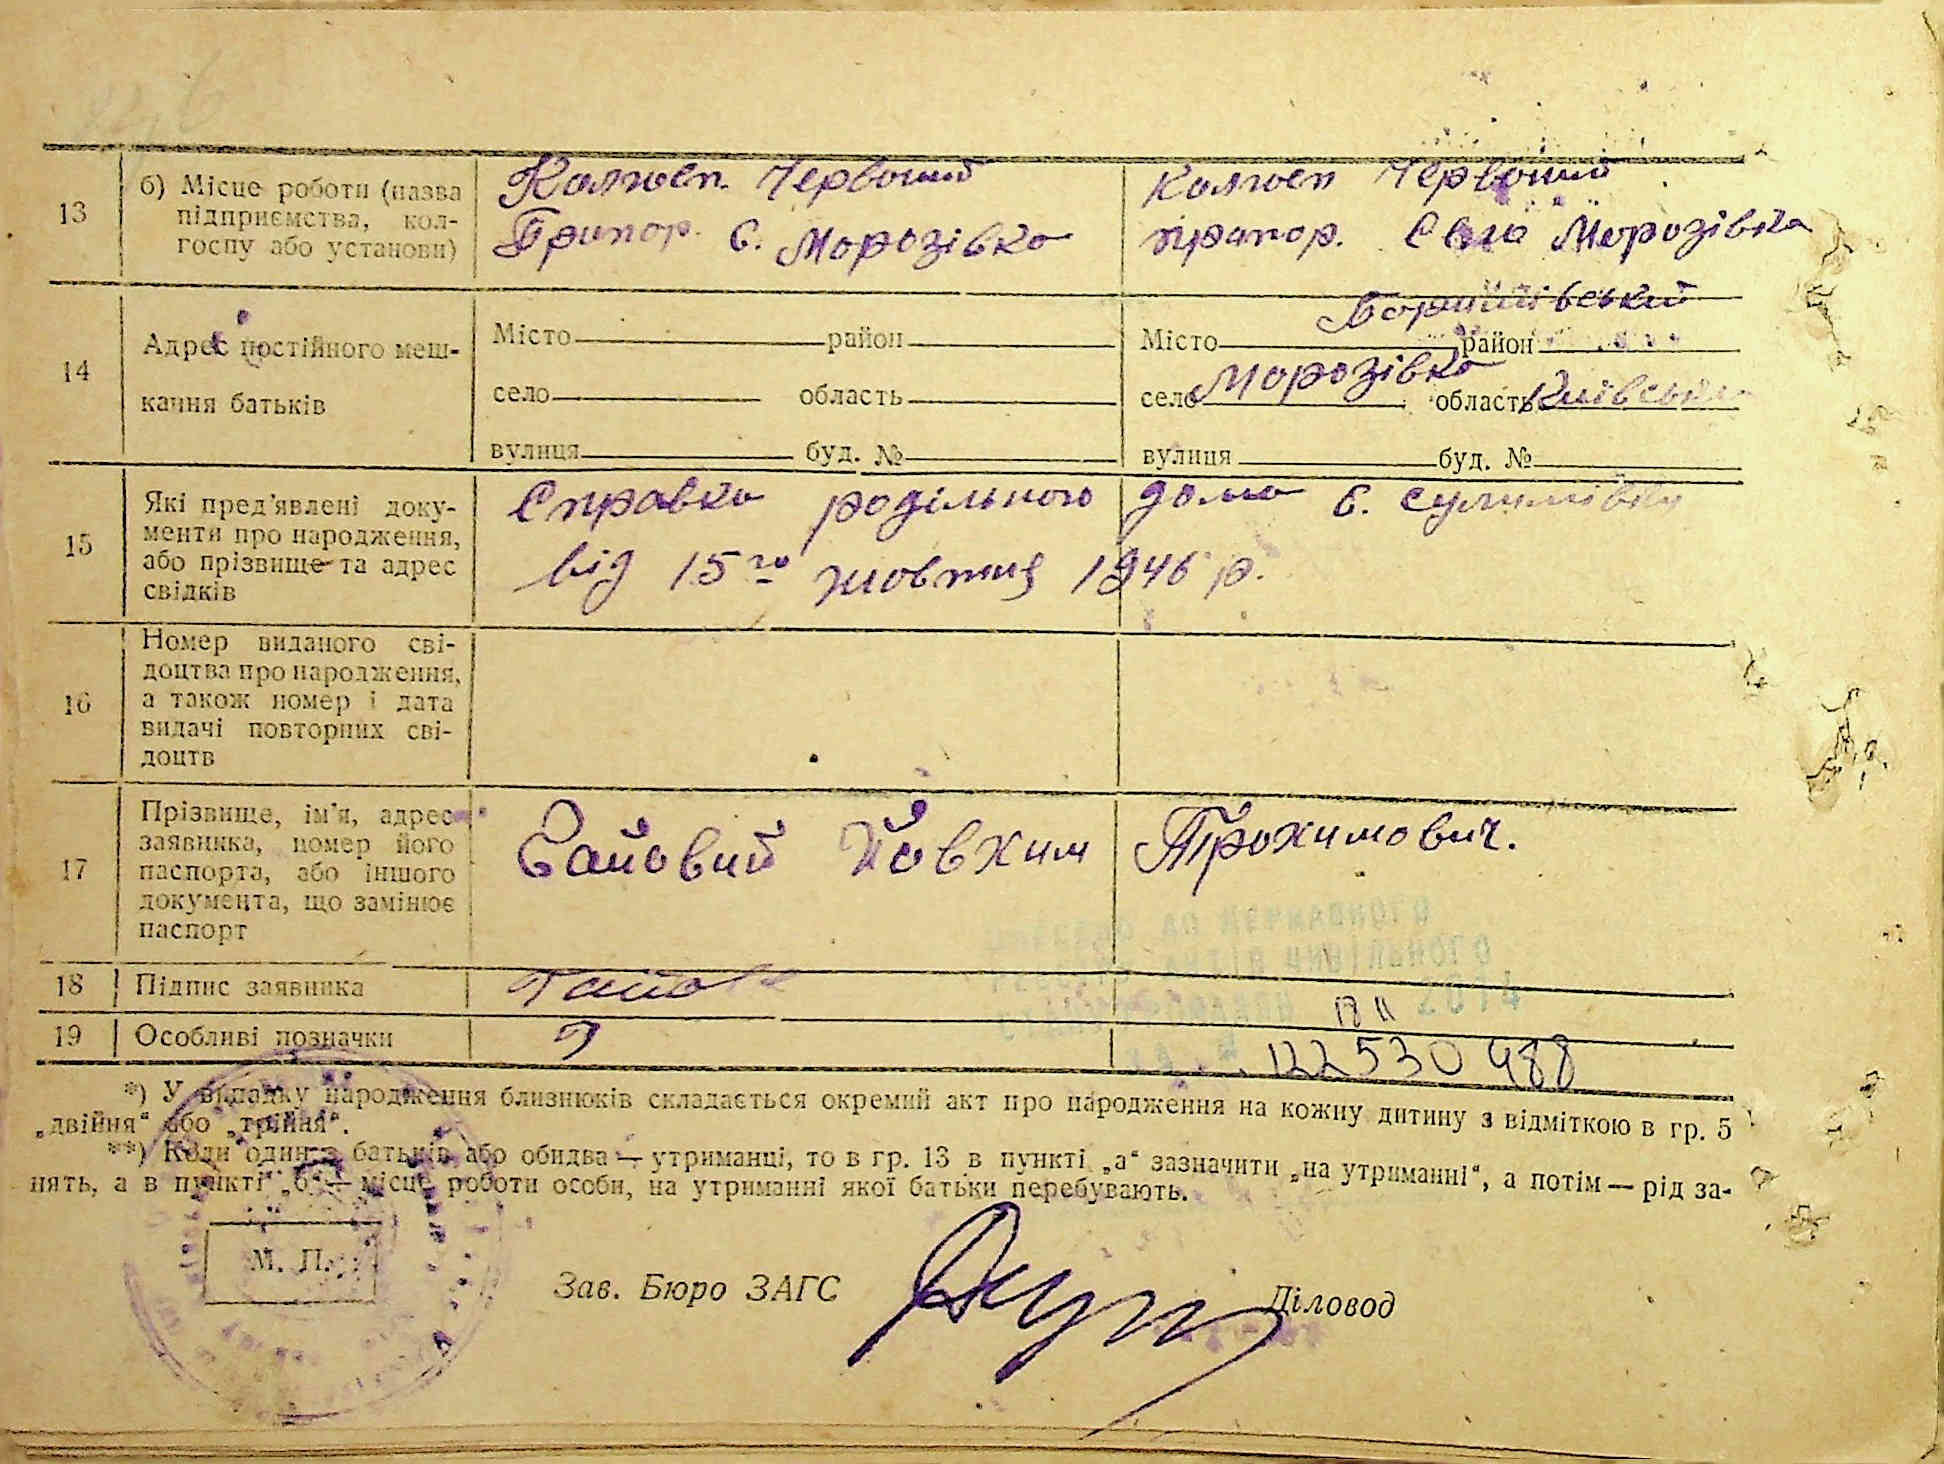 13
б) Місце роботи (назва
підприємства, кол-
госпу або установи)
Колгосп. Червоний
Прапор. с. Морозівка
Колгосп Червоний
прапор. Село Морозівка
14
Адрес постійного меш-
кання батьків
Місто район
село область
вулиця буд. №
Баришівський
Місто район
село Морозівка область Київська
вулиця буд. №
15
Які пред'явлені доку-
менти про народження,
або прізвище та адрес
свідків
Справка родільного дома с. Сулимівки
від 15го жовтня 1946 р.
16
Номер виданого сві-
доцтва про народження,
а також номер і дата
видачі повторних сві-
доцтв
17
Прізвище, ім'я, адрес
заявника, номер його
паспорта, або іншого
документа, що замінює
паспорт
Йовхим Трохимович.
18 Підпис заявника
19 Особливі позначки
122530488
*) У випадку народження близнюків складається окремий акт про народження на кожну дитину з відміткою в гр. 5
„двійня“ або „трійня“.
**) Коли один з батьків або обидва — утриманці, то в гр. 13 в пункті „а“ зазначити „на утриманні“, а потім — рід за-
нять, а в пункті „б“ — місце роботи особи, на утриманні якої батьки перебувають.
М. П.
Зав. Бюро ЗАГС
Діловод